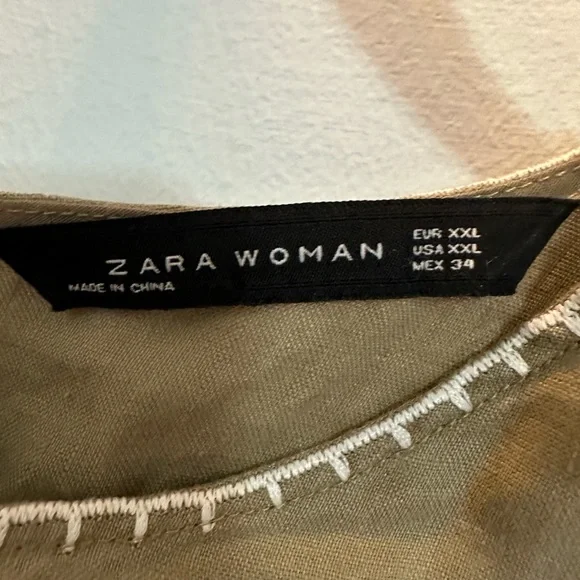 ZARA WOMAN
MADE IN CHINA
EUR XXL
USA XXL
MEX 34